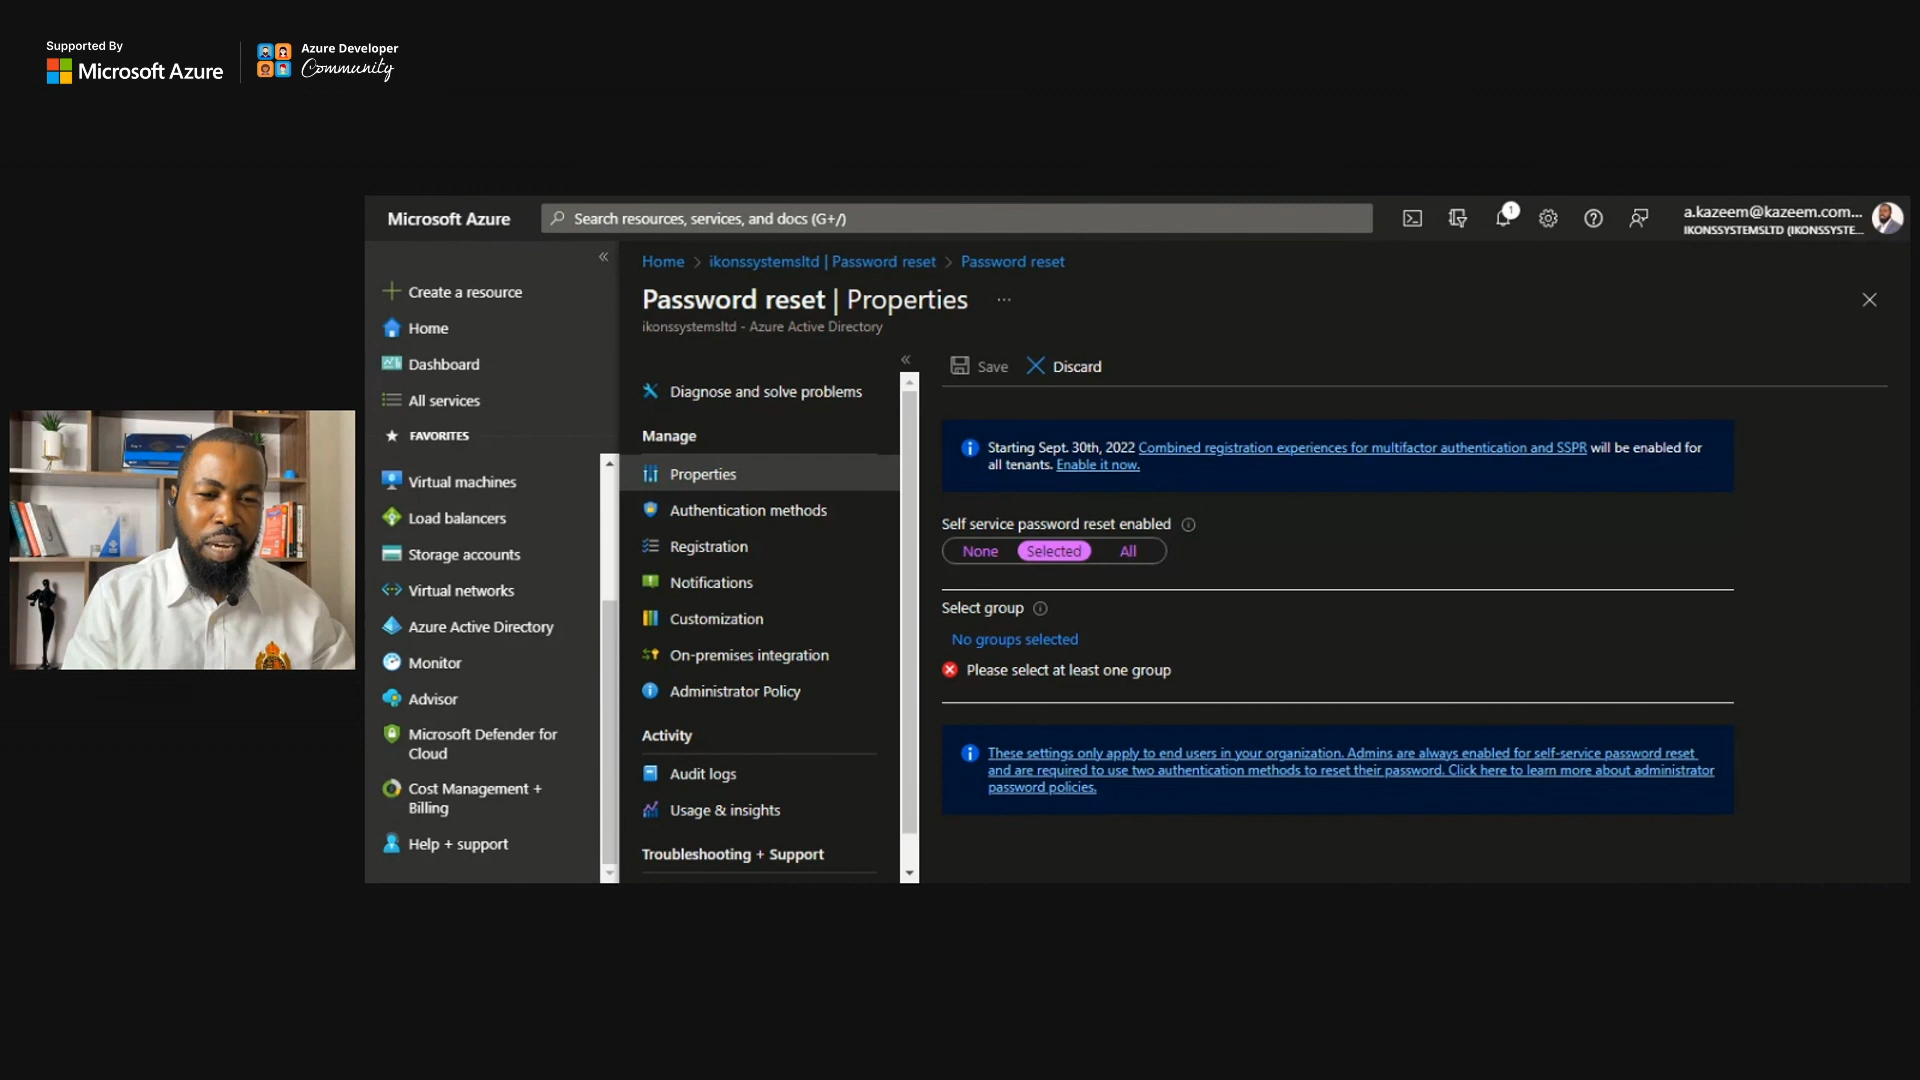 Supported By
Microsoft Azure
Azure Developer
Community
Microsoft Azure
Search resources, services, and docs (G+/)
1
a.kazeem@kazeem.com...
IKONSSYSTEMSLTD (IKONSSYSTE...
Create a resource
Home
Dashboard
All services
FAVORITES
Virtual machines
Load balancers
Storage accounts
Virtual networks
Azure Active Directory
Monitor
Advisor
Microsoft Defender for
Cloud
Cost Management +
Billing
Help + support
Home > ikonssystemsltd | Password reset > Password reset
Password reset | Properties ...
ikonssystemsltd - Azure Active Directory
Diagnose and solve problems
Manage
Properties
Authentication methods
Registration
Notifications
Customization
On-premises integration
Administrator Policy
Activity
Audit logs
Usage & insights
Troubleshooting + Support
Save Discard
Starting Sept. 30th, 2022 Combined registration experiences for multifactor authentication and SSPR will be enabled for
all tenants. Enable it now.
Self service password reset enabled
None Selected All
Select group
No groups selected
Please select at least one group
These settings only apply to end users in your organization. Admins are always enabled for self-service password reset
and are required to use two authentication methods to reset their password. Click here to learn more about administrator
password policies.